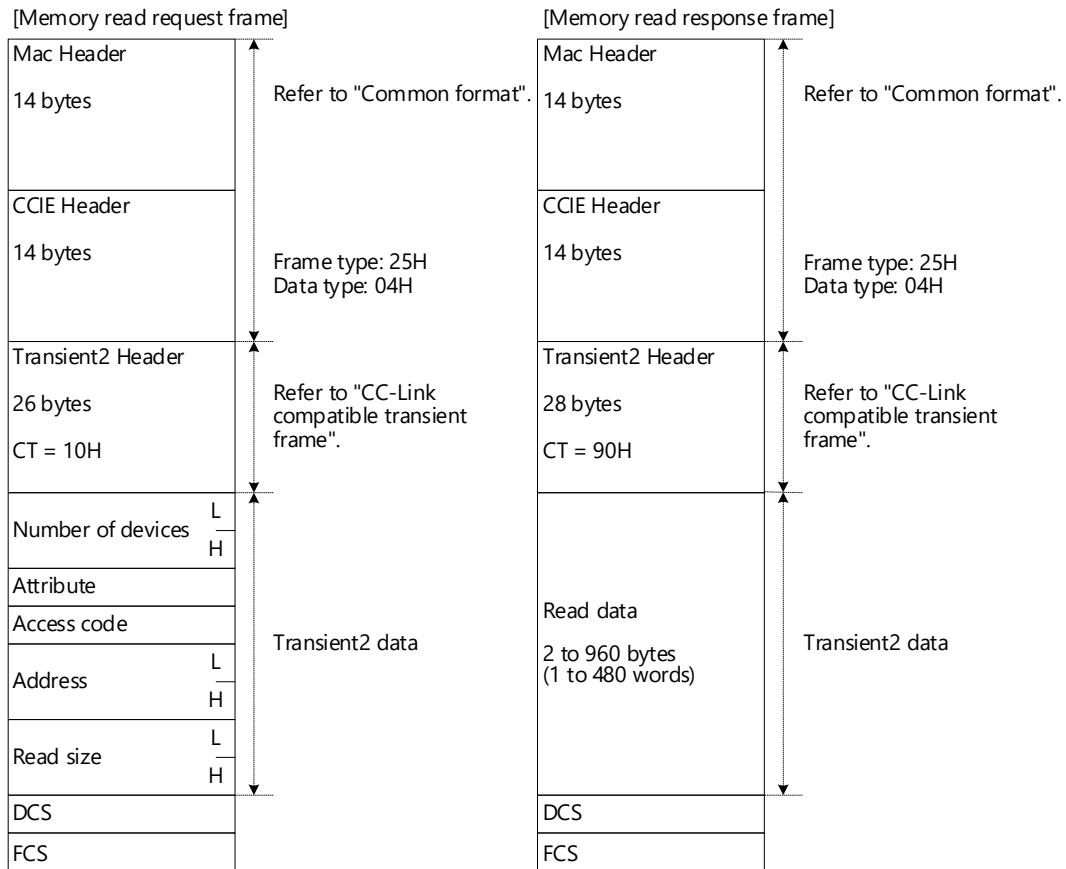 [Memory read request frame]
Mac Header
14 bytes
Refer to "Common format".
CCIE Header
14 bytes
Frame type: 25H
Data type: 04H
Transient2 Header
26 bytes
CT = 10H
Refer to "CC-Link
compatible transient
frame".
Number of devices
L
H
Attribute
Access code
Address
L
H
Read size
L
H
Transient2 data
DCS
FCS
[Memory read response frame]
Mac Header
14 bytes
Refer to "Common format".
CCIE Header
14 bytes
Frame type: 25H
Data type: 04H
Transient2 Header
28 bytes
CT = 90H
Refer to "CC-Link
compatible transient
frame".
Read data
2 to 960 bytes
(1 to 480 words)
Transient2 data
DCS
FCS